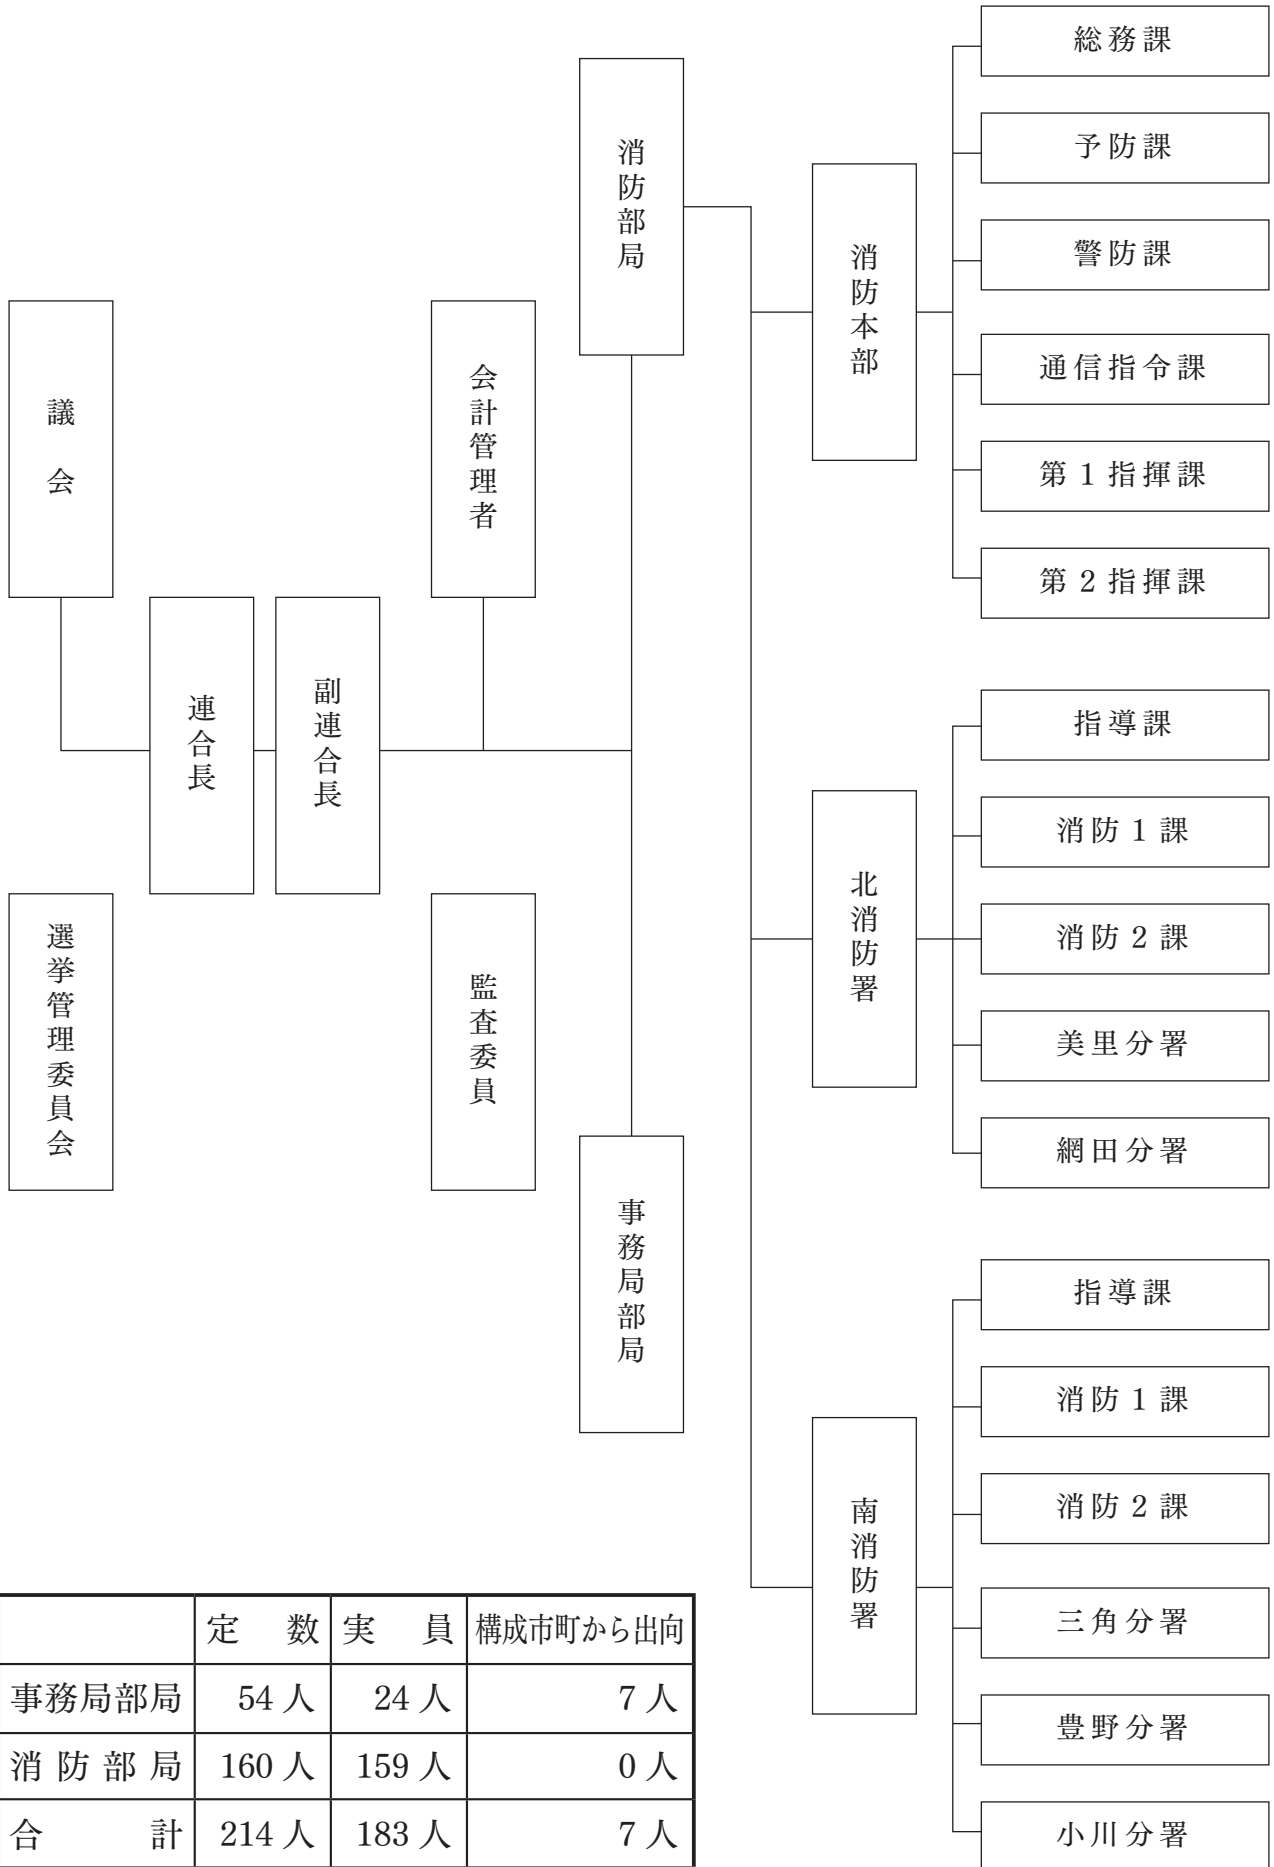 議会
選挙管理委員会
連合長
副連合長
会計管理者
監査委員
消防部局
事務局部局
消防本部
総務課
予防課
警防課
通信指令課
第1指揮課
第2指揮課
北消防署
指導課
消防1課
消防2課
美里分署
網田分署
南消防署
指導課
消防1課
消防2課
三角分署
豊野分署
小川分署
定数 実員 構成市町から出向
事務局部局 54人 24人 7人
消防部局 160人 159人 0人
合計 214人 183人 7人